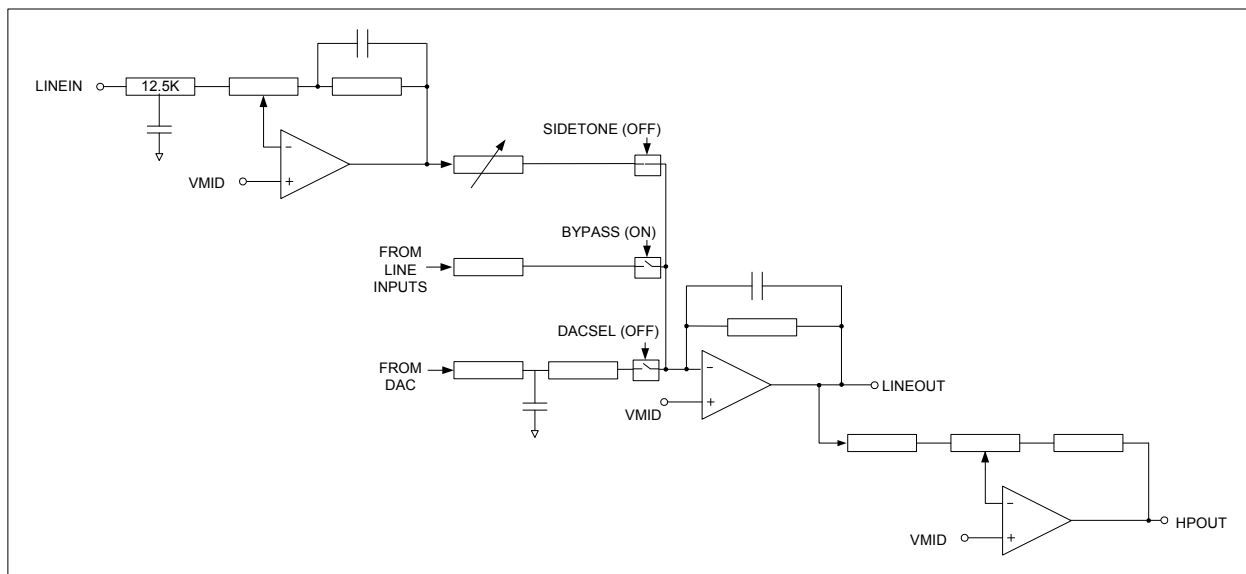 LINEIN
12.5K
−
+
VMID
SIDETONE (OFF)
BYPASS (ON)
FROM
LINE
INPUTS
DACSEL (OFF)
FROM
DAC
−
+
VMID
LINEOUT
−
+
VMID
HPOUT